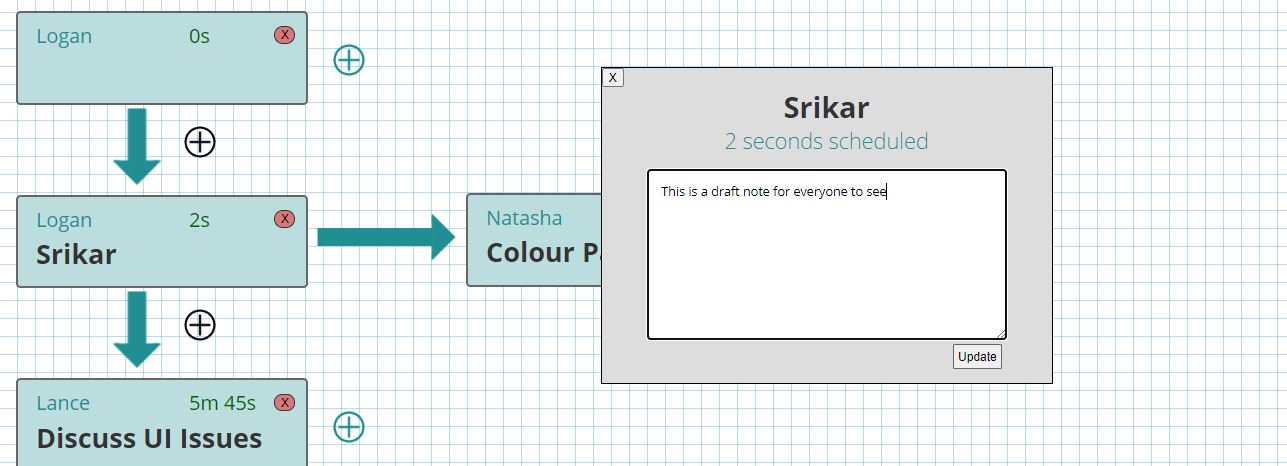 Logan 0s X
Logan 2s X
Srikar
Natasha
Colour P
Lance 5m 45s X
Discuss UI Issues
X
Srikar
2 seconds scheduled
This is a draft note for everyone to see
Update